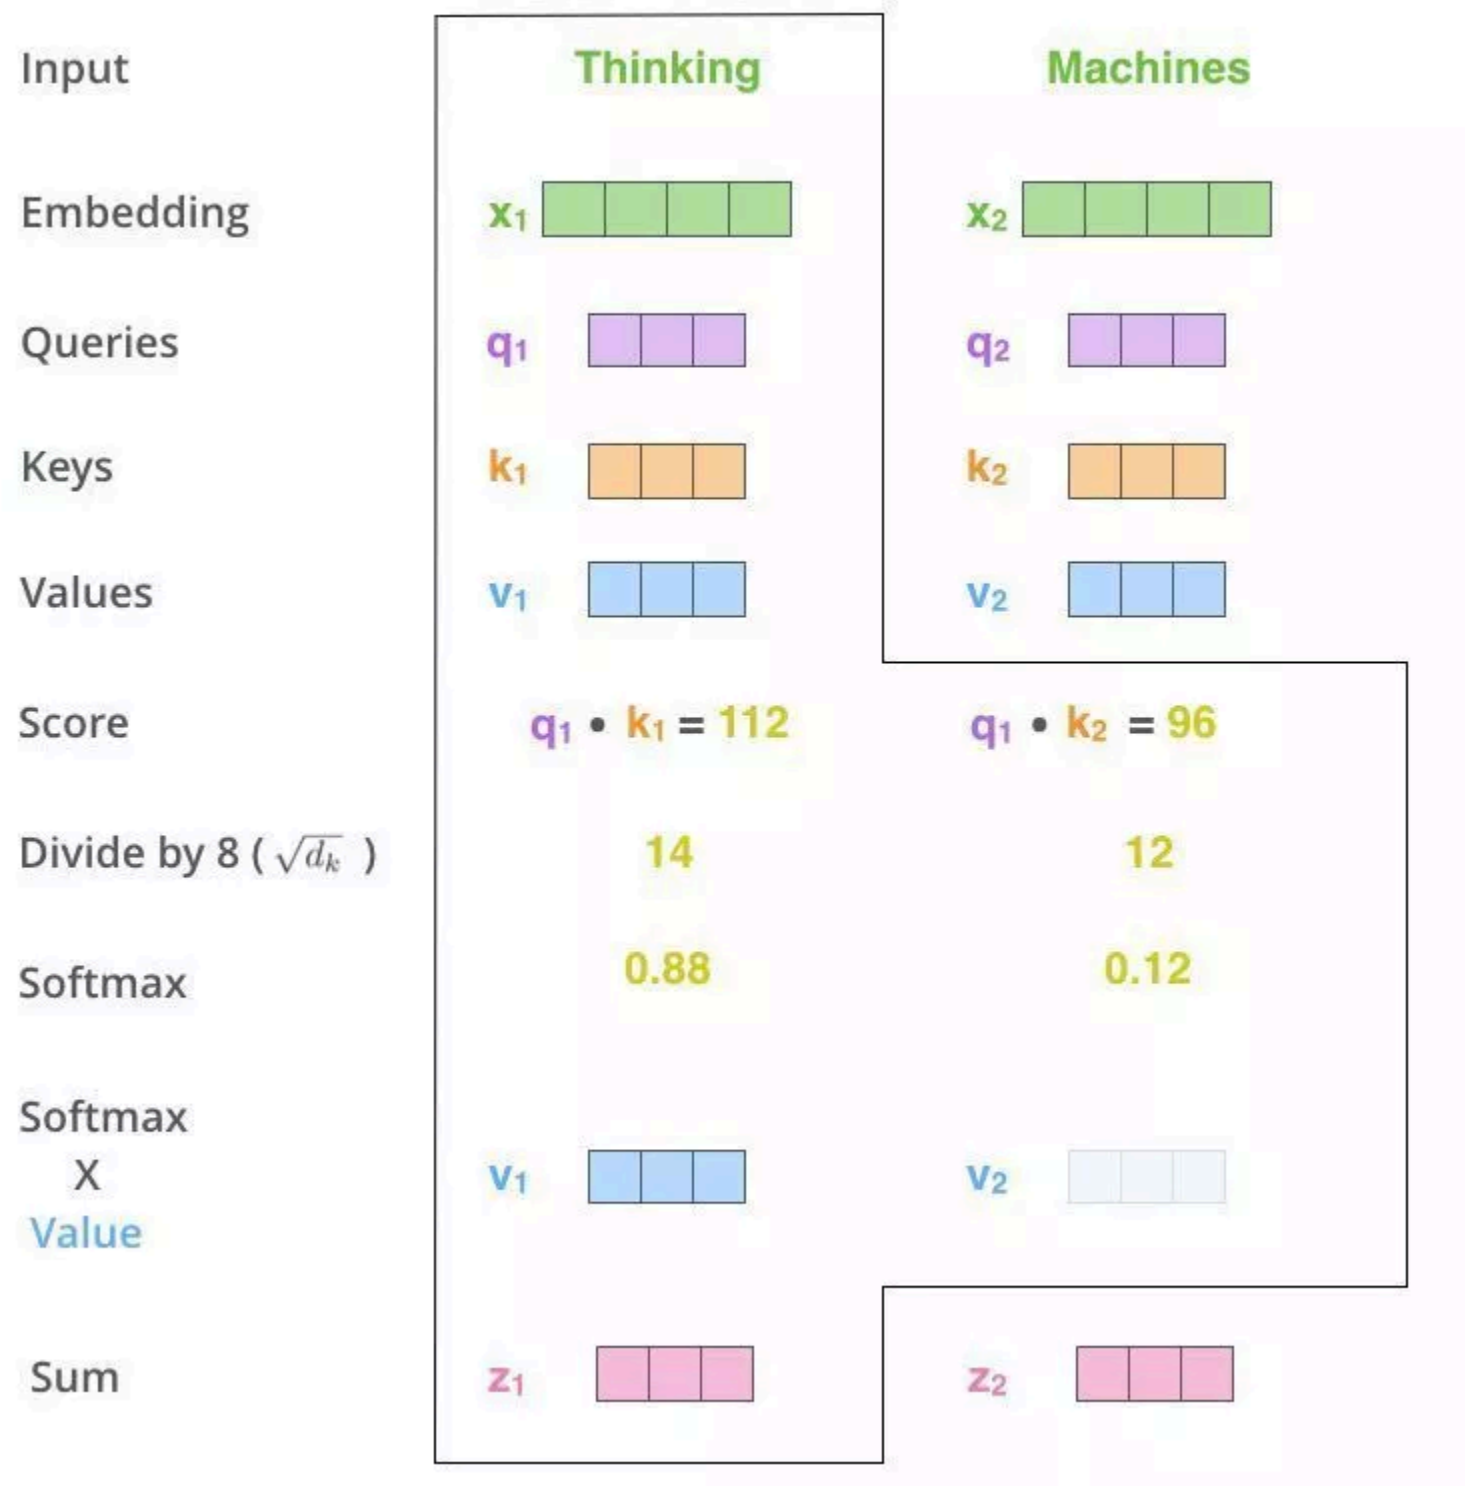 Input Thinking Machines
Embedding x₁ x₂
Queries q₁ q₂
Keys k₁ k₂
Values v₁ v₂
Score q₁ • k₁ = 112 q₁ • k₂ = 96
Divide by 8 ( √dₖ ) 14 12
Softmax 0.88 0.12
Softmax
X
Value v₁ v₂
Sum z₁ z₂